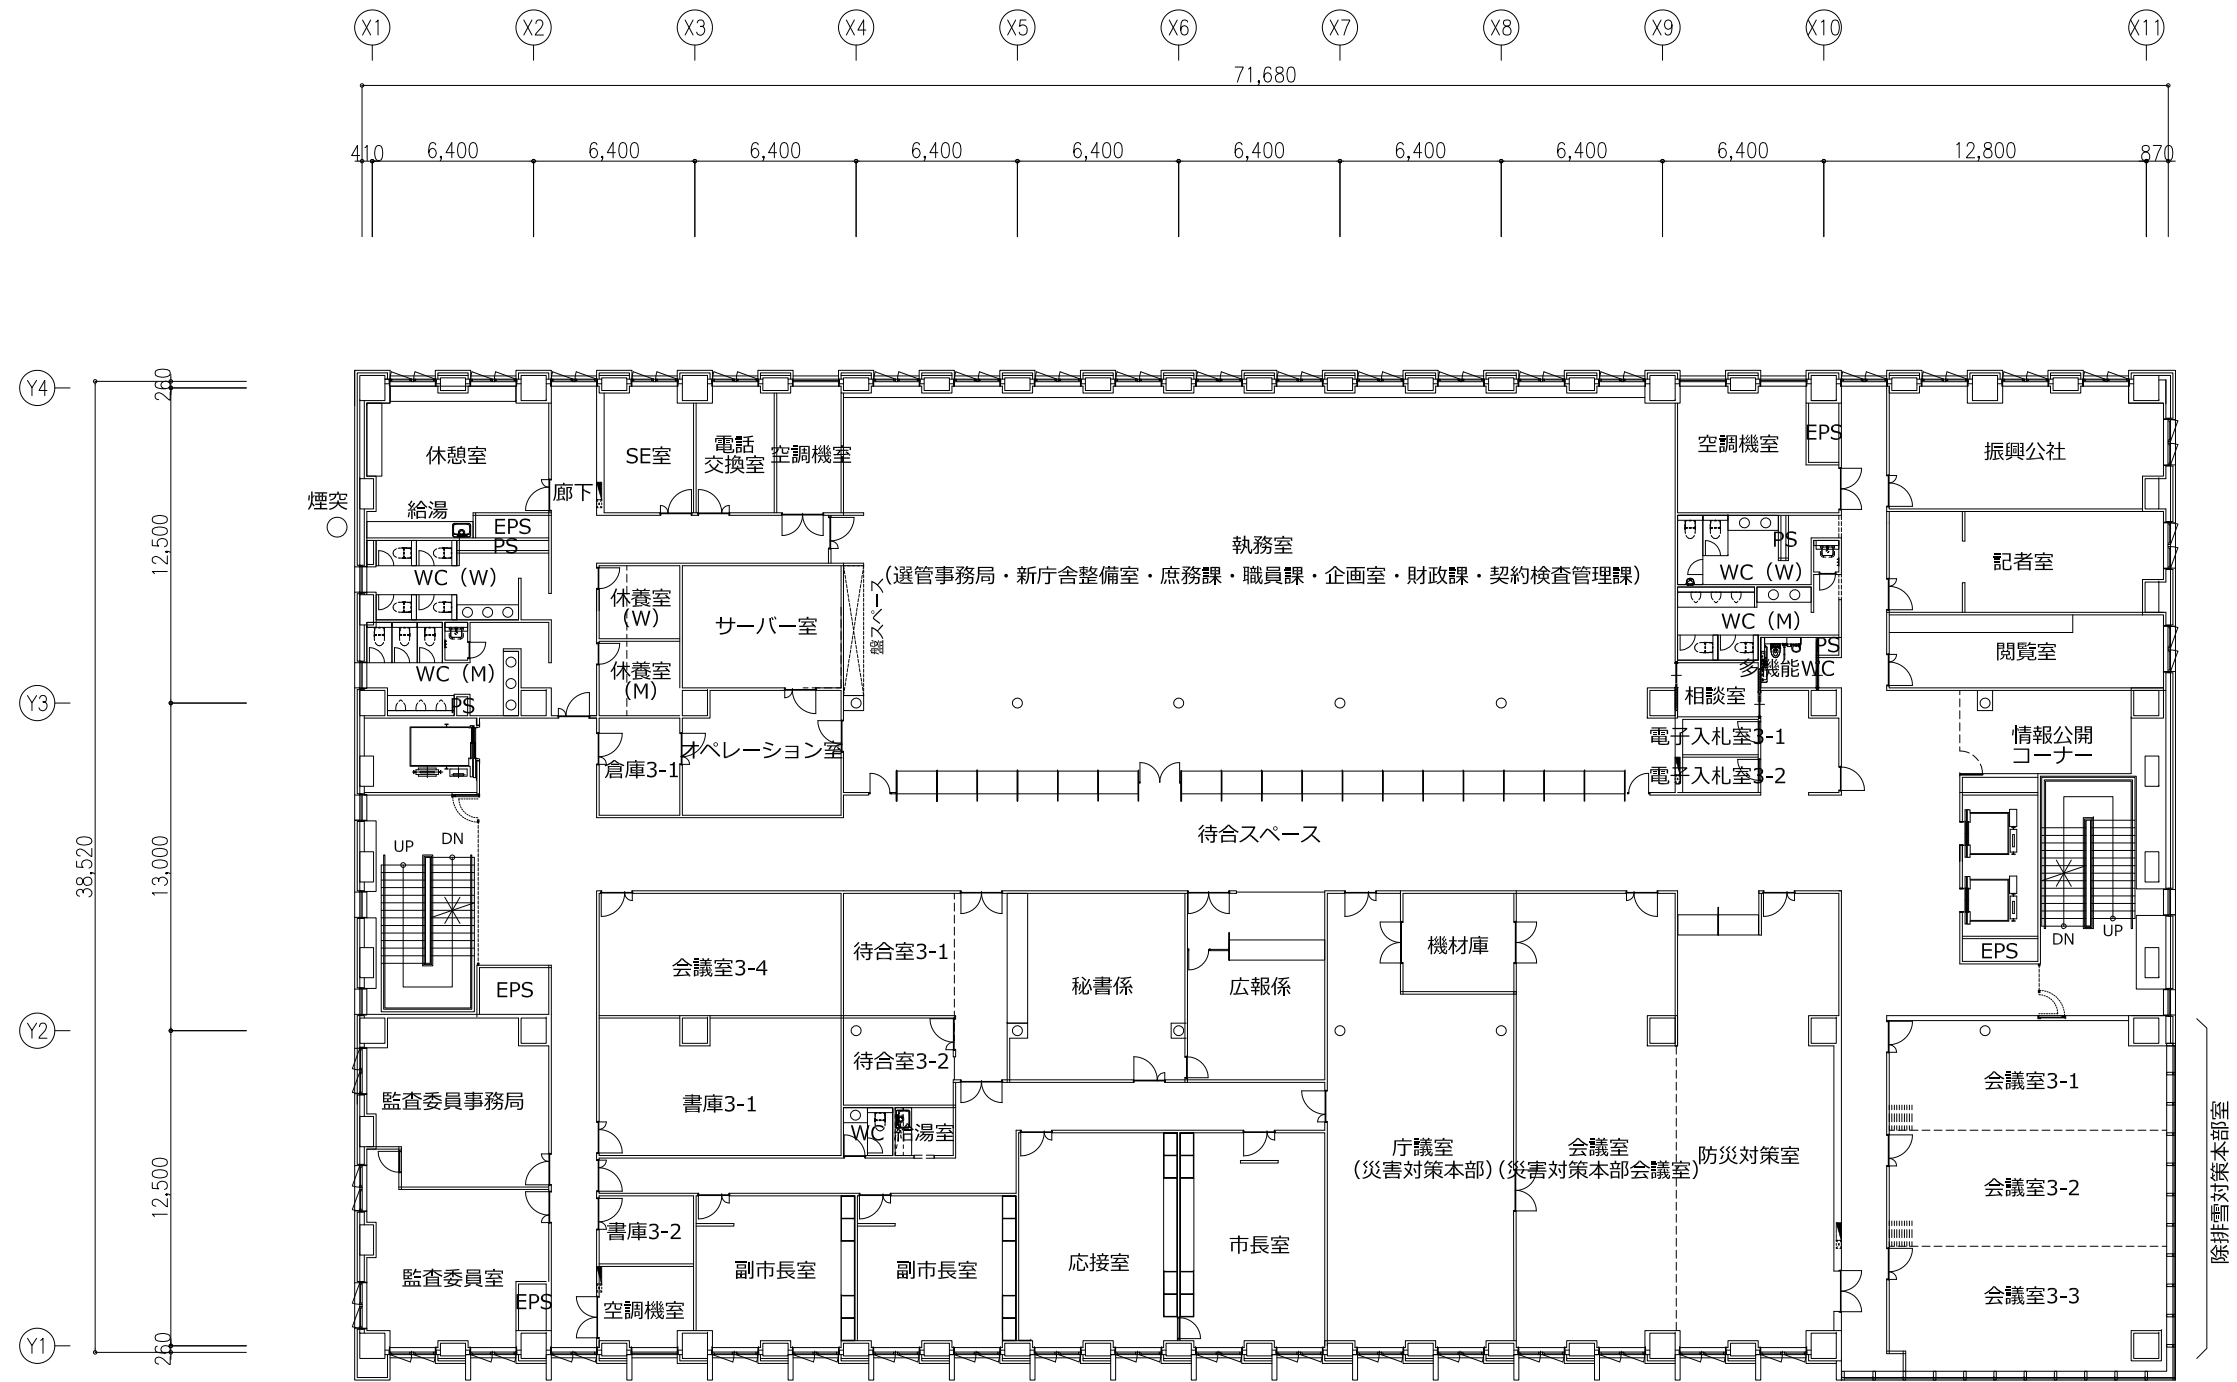 X1 X2 X3 X4 X5 X6 X7 X8 X9 X10 X11
71,680
410 6,400 6,400 6,400 6,400 6,400 6,400 6,400 6,400 6,400 12,800 870
Y4
Y3
Y2
Y1
38,520
260
12,500
13,000
12,500
260
煙突
休憩室
給湯
EPS
PS
廊下
SE室
電話
交換室
空調機室
WC（W）
WC（M）
PS
休養室
（W）
休養室
（M）
サーバー室
盤スペース
倉庫3-1
オペレーション室
執務室
（選管事務局・新庁舎整備室・庶務課・職員課・企画室・財政課・契約検査管理課）
空調機室
EPS
PS
WC（W）
WC（M）
PS
多機能WC
相談室
電子入札室3-1
電子入札室3-2
振興公社
記者室
閲覧室
情報公開
コーナー
待合スペース
UP
DN
EPS
DN
UP
EPS
会議室3-4
待合室3-1
待合室3-2
秘書係
広報係
機材庫
書庫3-1
WC
給湯室
監査委員事務局
監査委員室
EPS
書庫3-2
空調機室
副市長室
副市長室
応接室
市長室
庁議室
（災害対策本部）
会議室
（災害対策本部会議室）
防災対策室
会議室3-1
会議室3-2
会議室3-3
除排雪対策本部室